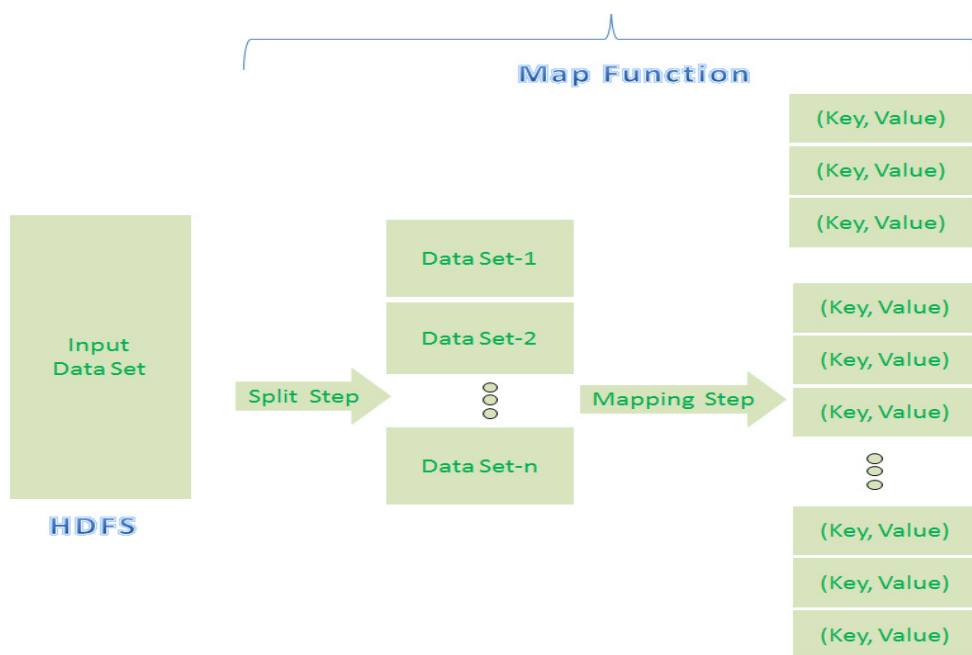 Map Function
Input
Data Set
HDFS
Split Step
Data Set-1
Data Set-2
Data Set-n
Mapping Step
(Key, Value)
(Key, Value)
(Key, Value)
(Key, Value)
(Key, Value)
(Key, Value)
(Key, Value)
(Key, Value)
(Key, Value)